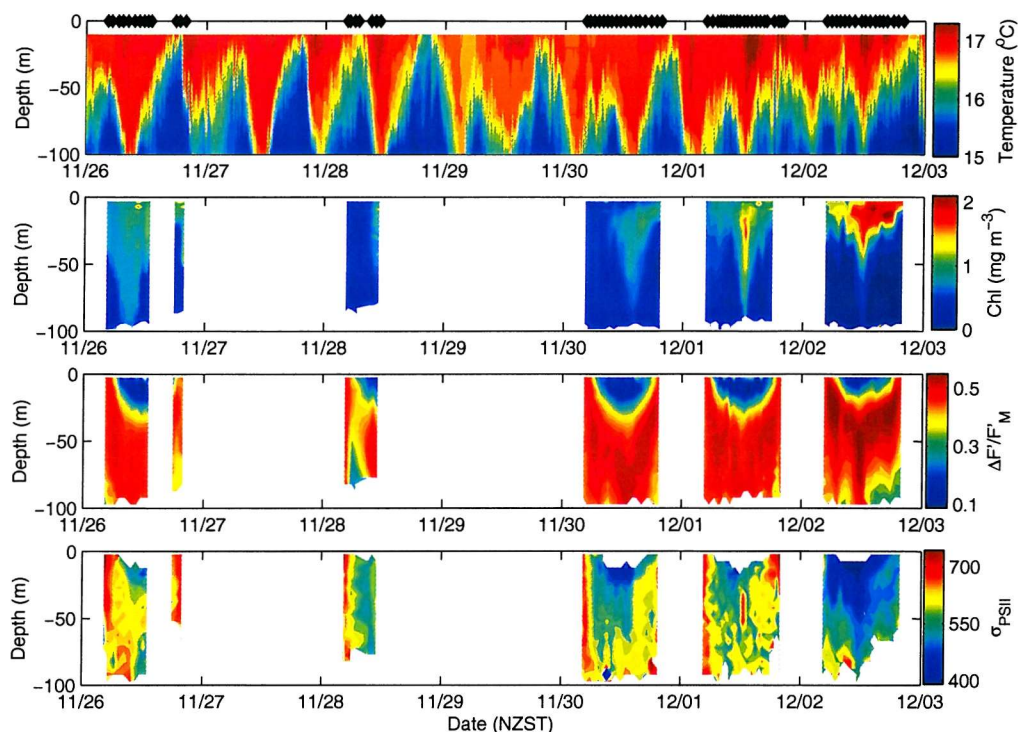 0
−50
−100
Depth (m)
11/26 11/27 11/28 11/29 11/30 12/01 12/02 12/03
17
16
15
Temperature (⁰C)
0
−50
−100
Depth (m)
11/26 11/27 11/28 11/29 11/30 12/01 12/02 12/03
2
1
0
Chl (mg m⁻³)
0
−50
−100
Depth (m)
11/26 11/27 11/28 11/29 11/30 12/01 12/02 12/03
0.5
0.3
0.1
ΔF'/F'M
0
−50
−100
Depth (m)
11/26 11/27 11/28 11/29 11/30 12/01 12/02 12/03
700
550
400
σPSII
Date (NZST)